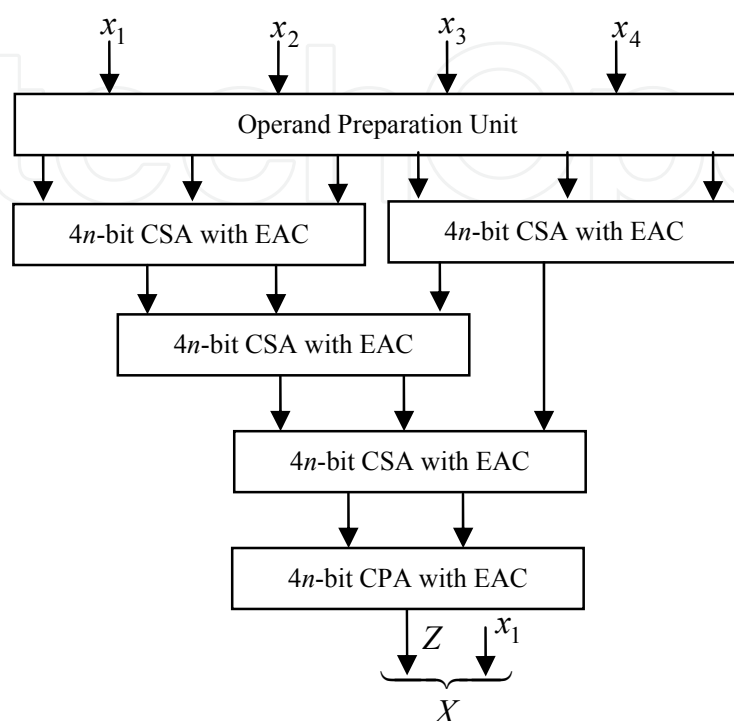 x₁ x₂ x₃ x₄
Operand Preparation Unit
4n-bit CSA with EAC 4n-bit CSA with EAC
4n-bit CSA with EAC
4n-bit CSA with EAC
4n-bit CPA with EAC
Z x₁
X